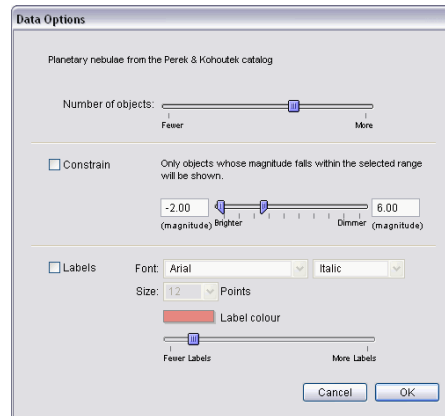 Data Options
Planetary nebulae from the Perek & Kohoutek catalog
Number of objects:
Fewer More
Constrain Only objects whose magnitude falls within the selected range
will be shown.
-2.00 6.00
(magnitude) Brighter Dimmer (magnitude)
Labels Font: Arial Italic
Size: 12 Points
Label colour
Fewer Labels More Labels
Cancel OK